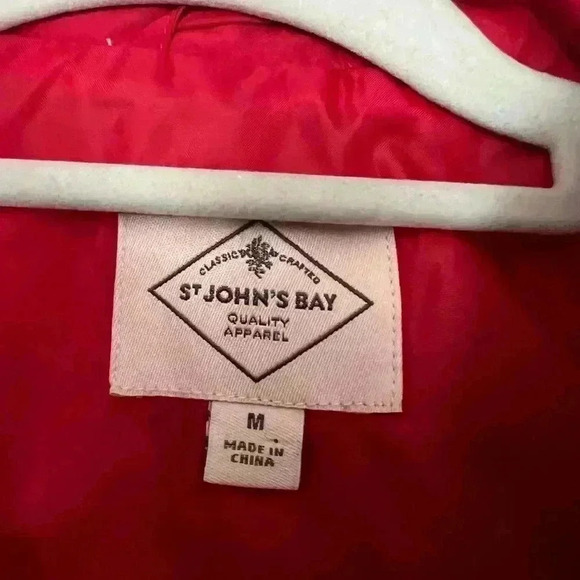 CLASSIC CRAFTED
ST JOHN'S BAY
QUALITY
APPAREL
M
MADE IN
CHINA